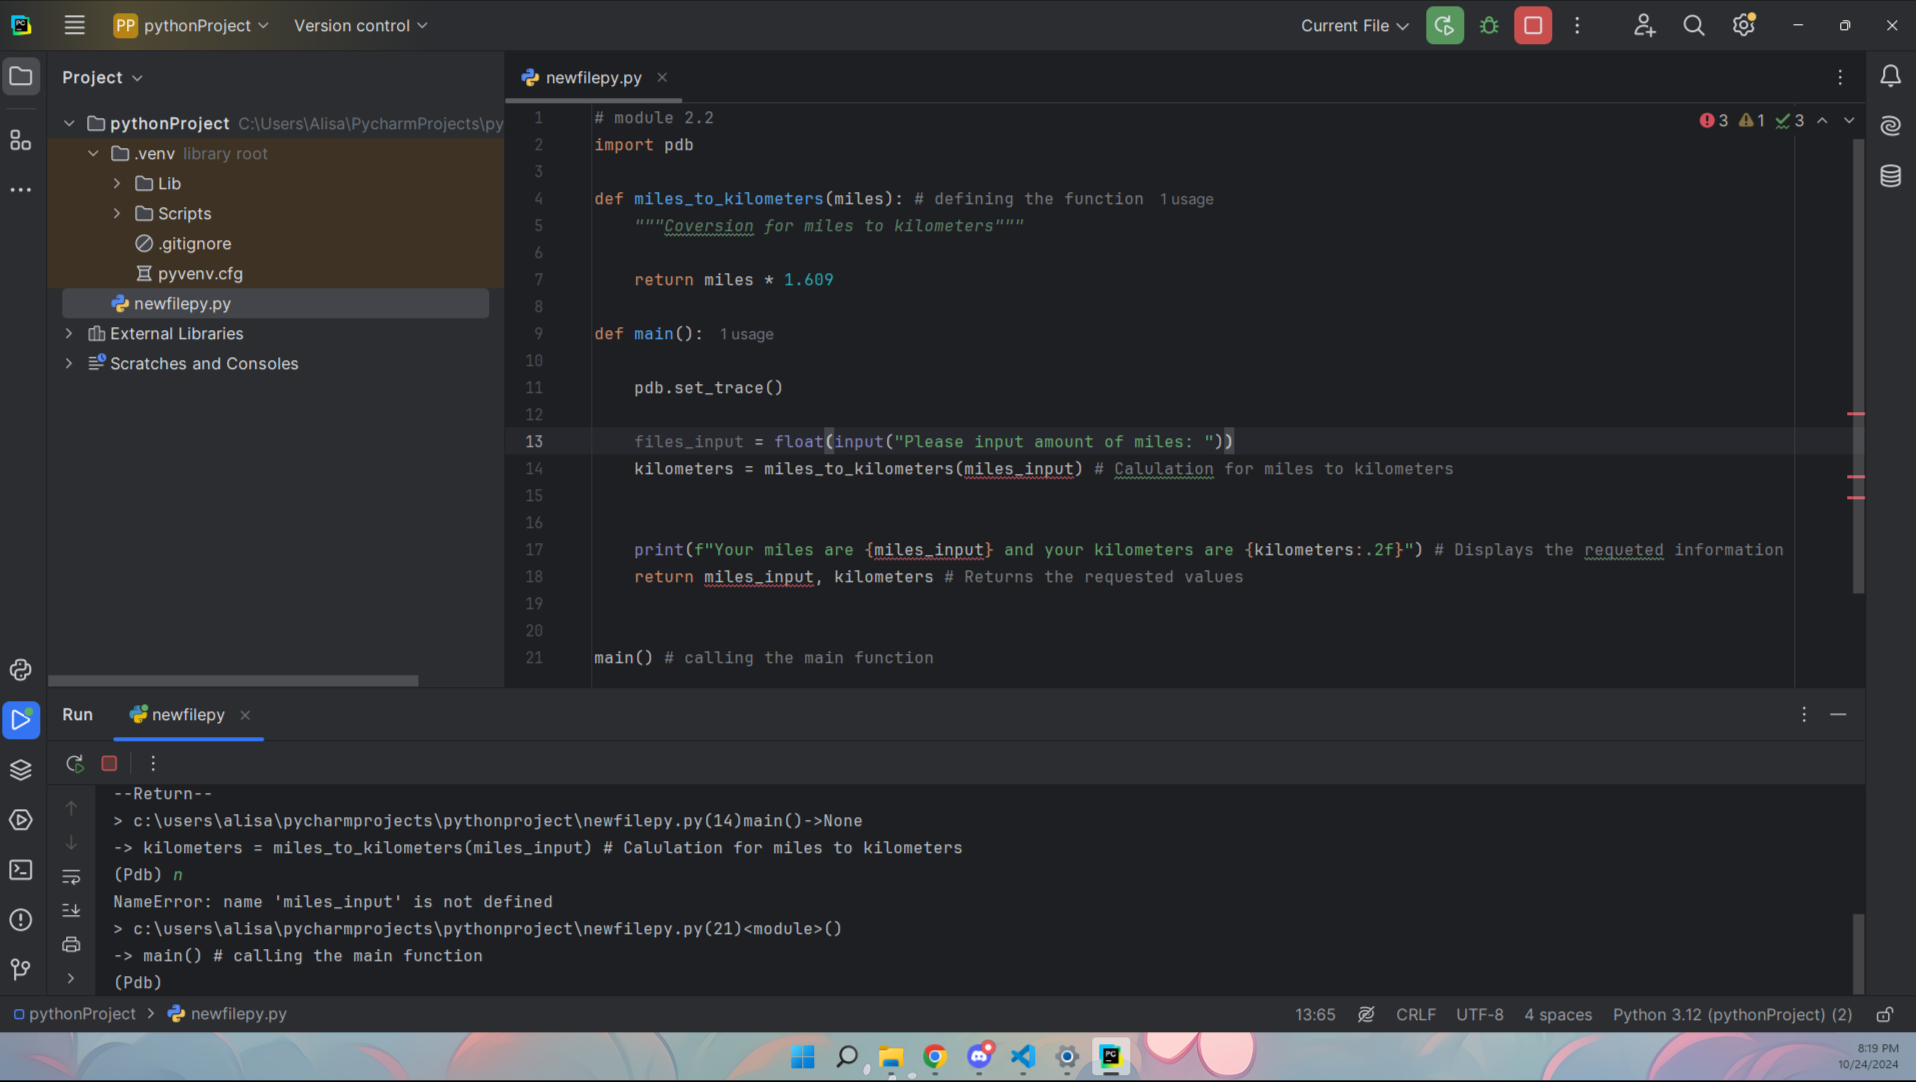 PP pythonProject
Version control
Current File
Project
newfilepy.py
pythonProject C:\Users\Alisa\PycharmProjects\py
.venv library root
Lib
Scripts
.gitignore
pyvenv.cfg
newfilepy.py
External Libraries
Scratches and Consoles
3 1 3
1 # module 2.2
2 import pdb
3
4 def miles_to_kilometers(miles): # defining the function 1 usage
5 """Coversion for miles to kilometers"""
6
7 return miles * 1.609
8
9 def main(): 1 usage
10
11 pdb.set_trace()
12
13 files_input = float(input("Please input amount of miles: "))
14 kilometers = miles_to_kilometers(miles_input) # Calulation for miles to kilometers
15
16
17 print(f"Your miles are {miles_input} and your kilometers are {kilometers:.2f}") # Displays the requeted information
18 return miles_input, kilometers # Returns the requested values
19
20
21 main() # calling the main function
Run newfilepy
--Return--
> c:\users\alisa\pycharmprojects\pythonproject\newfilepy.py(14)main()->None
-> kilometers = miles_to_kilometers(miles_input) # Calulation for miles to kilometers
(Pdb) n
NameError: name 'miles_input' is not defined
> c:\users\alisa\pycharmprojects\pythonproject\newfilepy.py(21)<module>()
-> main() # calling the main function
(Pdb)
pythonProject > newfilepy.py
13:65 CRLF UTF-8 4 spaces Python 3.12 (pythonProject) (2)
PC
8:19 PM
10/24/2024